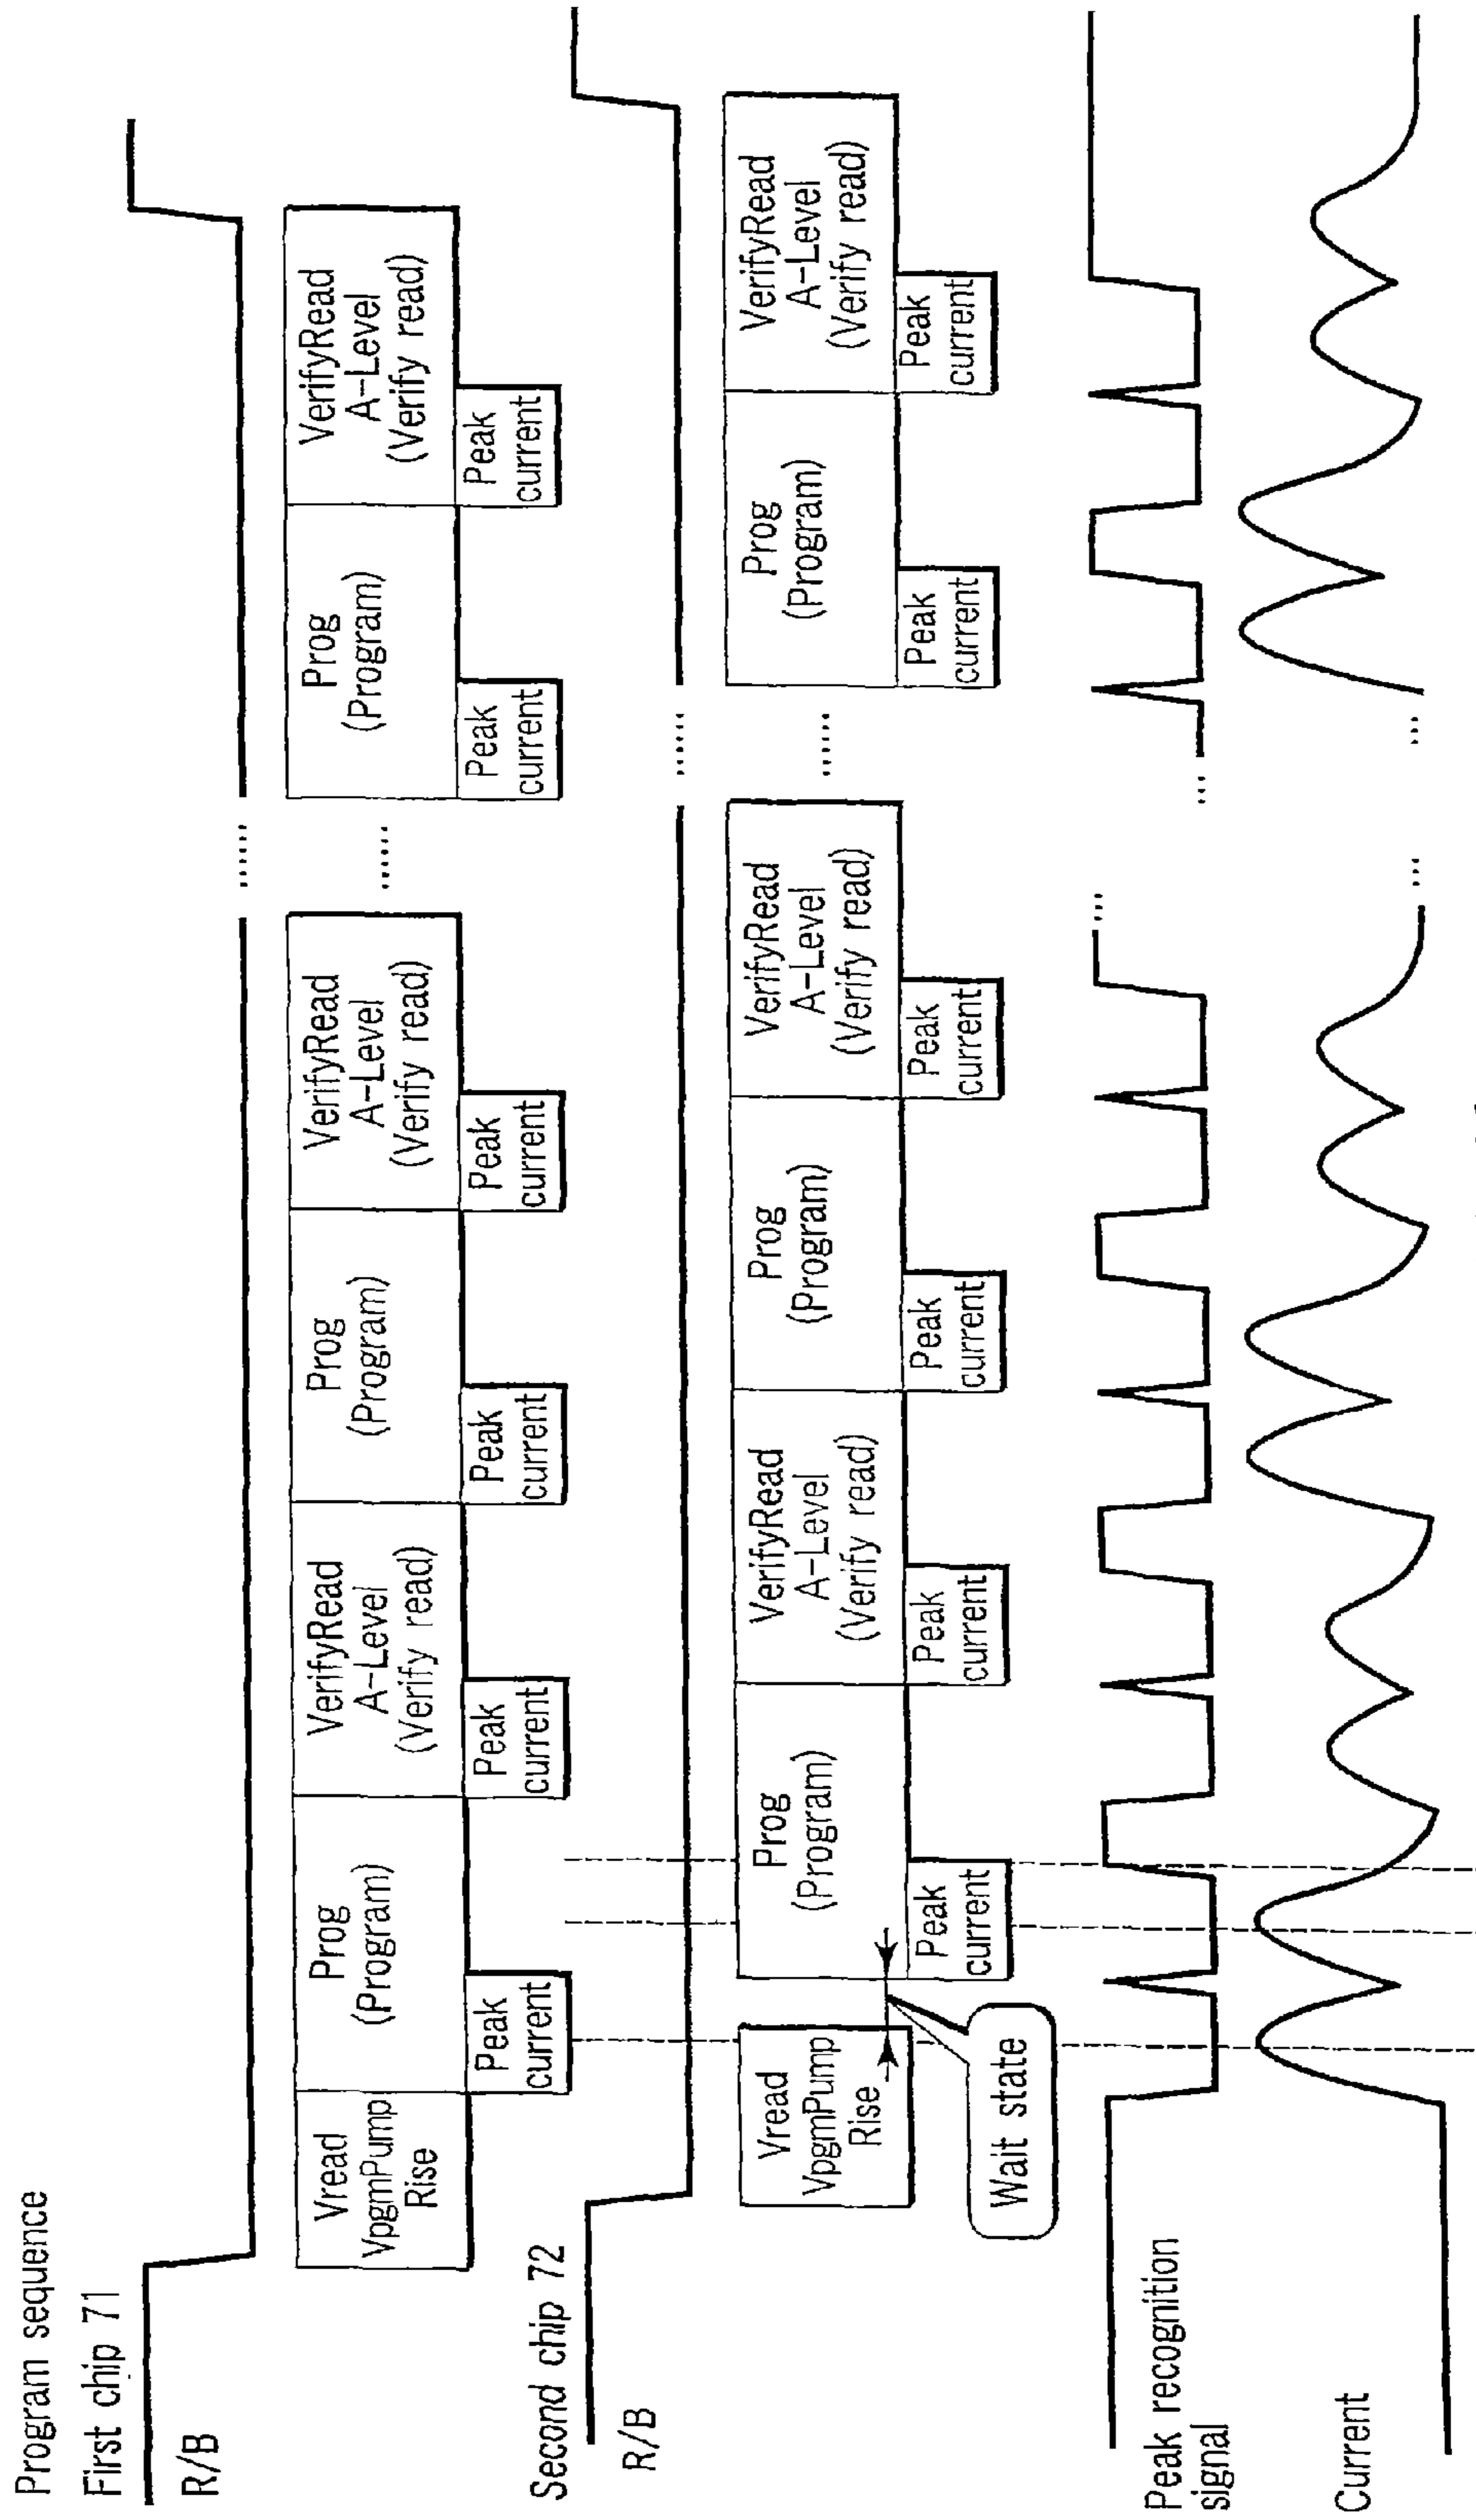 Program sequence
First chip 71
R/B
Vread
VpgmPump
Rise
Prog
(Program)
VerifyRead
A-Level
(Verify read)
Prog
(Program)
VerifyRead
A-Level
(Verify read)
......
......
Prog
(Program)
VerifyRead
A-Level
(Verify read)
Peak
current
Peak
current
Peak
current
Peak
current
Peak
current
Peak
current
Second chip 72
R/B
Vread
VpgmPump
Rise
Prog
(Program)
VerifyRead
A-Level
(Verify read)
Prog
(Program)
VerifyRead
A-Level
(Verify read)
......
......
Prog
(Program)
VerifyRead
A-Level
(Verify read)
Peak
current
Peak
current
Peak
current
Peak
current
Peak
current
Peak
current
Wait state
Peak recognition
signal
...
...
Current
...
...